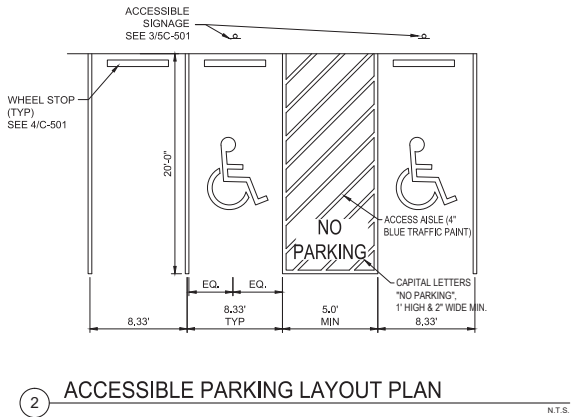 ACCESSIBLE
SIGNAGE
SEE 3/5C-501
WHEEL STOP
(TYP)
SEE 4/C-501
20'-0"
NO
PARKING
ACCESS AISLE (4"
BLUE TRAFFIC PAINT)
CAPITAL LETTERS
"NO PARKING",
1' HIGH & 2" WIDE MIN.
EQ. EQ.
8.33'
8.33'
TYP
5.0'
MIN
8.33'
2 ACCESSIBLE PARKING LAYOUT PLAN
N.T.S.